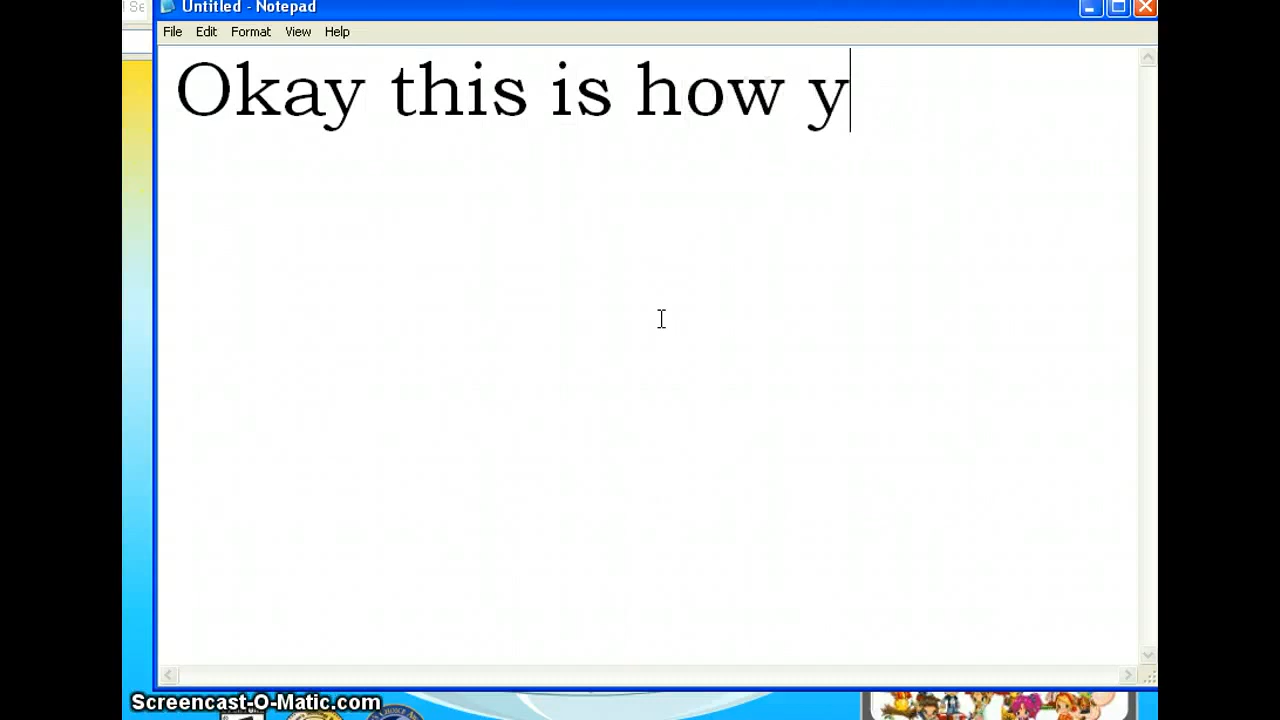 Untitled - Notepad
File Edit Format View Help
Okay this is how y
Screencast-O-Matic.com